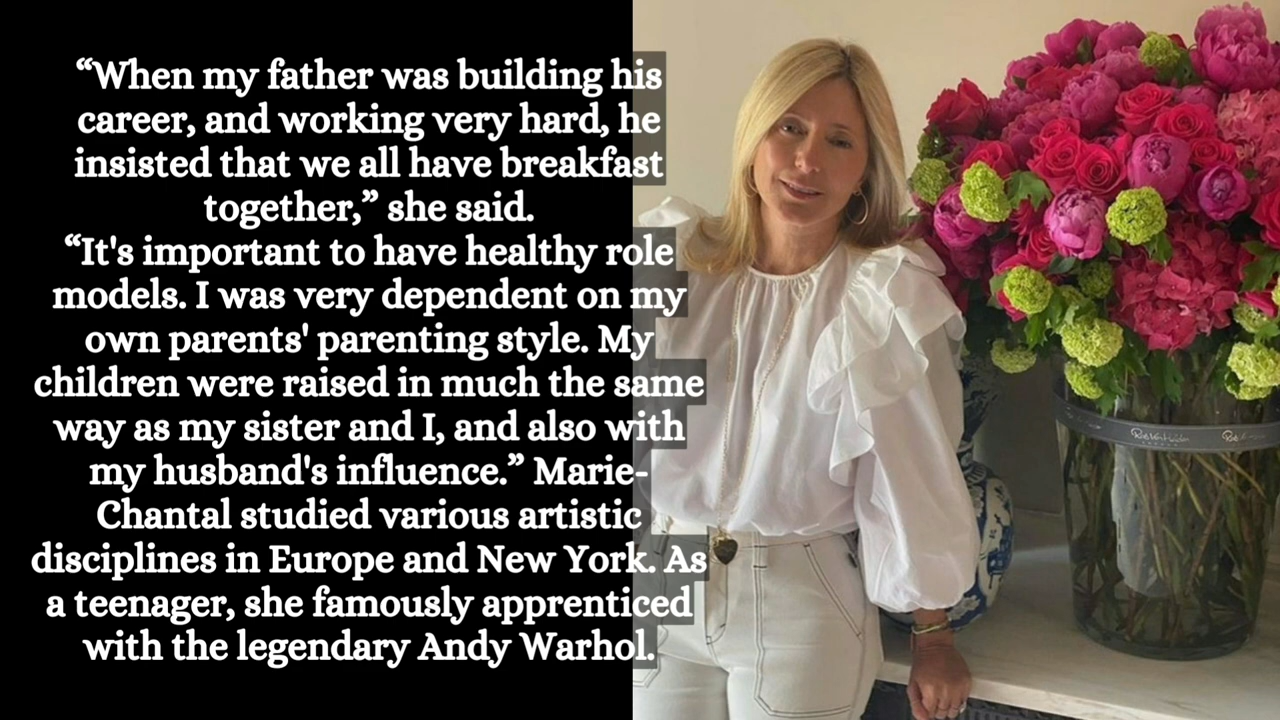 “When my father was building his
career, and working very hard, he
insisted that we all have breakfast
together,” she said.
“It's important to have healthy role
models. I was very dependent on my
own parents' parenting style. My
children were raised in much the same
way as my sister and I, and also with
my husband's influence.” Marie-
Chantal studied various artistic
disciplines in Europe and New York. As
a teenager, she famously apprenticed
with the legendary Andy Warhol.